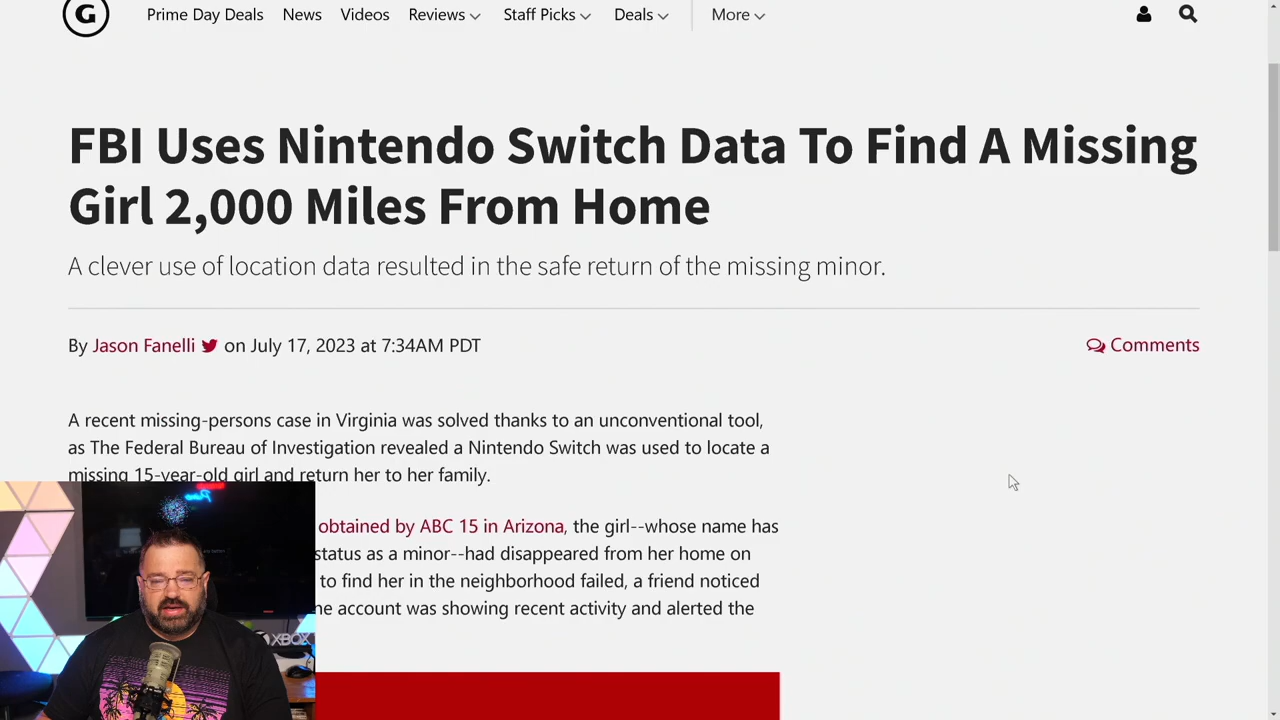 G
Prime Day Deals News Videos Reviews Staff Picks Deals More
FBI Uses Nintendo Switch Data To Find A Missing
Girl 2,000 Miles From Home
A clever use of location data resulted in the safe return of the missing minor.
By Jason Fanelli on July 17, 2023 at 7:34AM PDT
Comments
A recent missing-persons case in Virginia was solved thanks to an unconventional tool,
as The Federal Bureau of Investigation revealed a Nintendo Switch was used to locate a
missing 15-year-old girl and return her to her family.
obtained by ABC 15 in Arizona, the girl--whose name has
status as a minor--had disappeared from her home on
to find her in the neighborhood failed, a friend noticed
account was showing recent activity and alerted the
XBOX